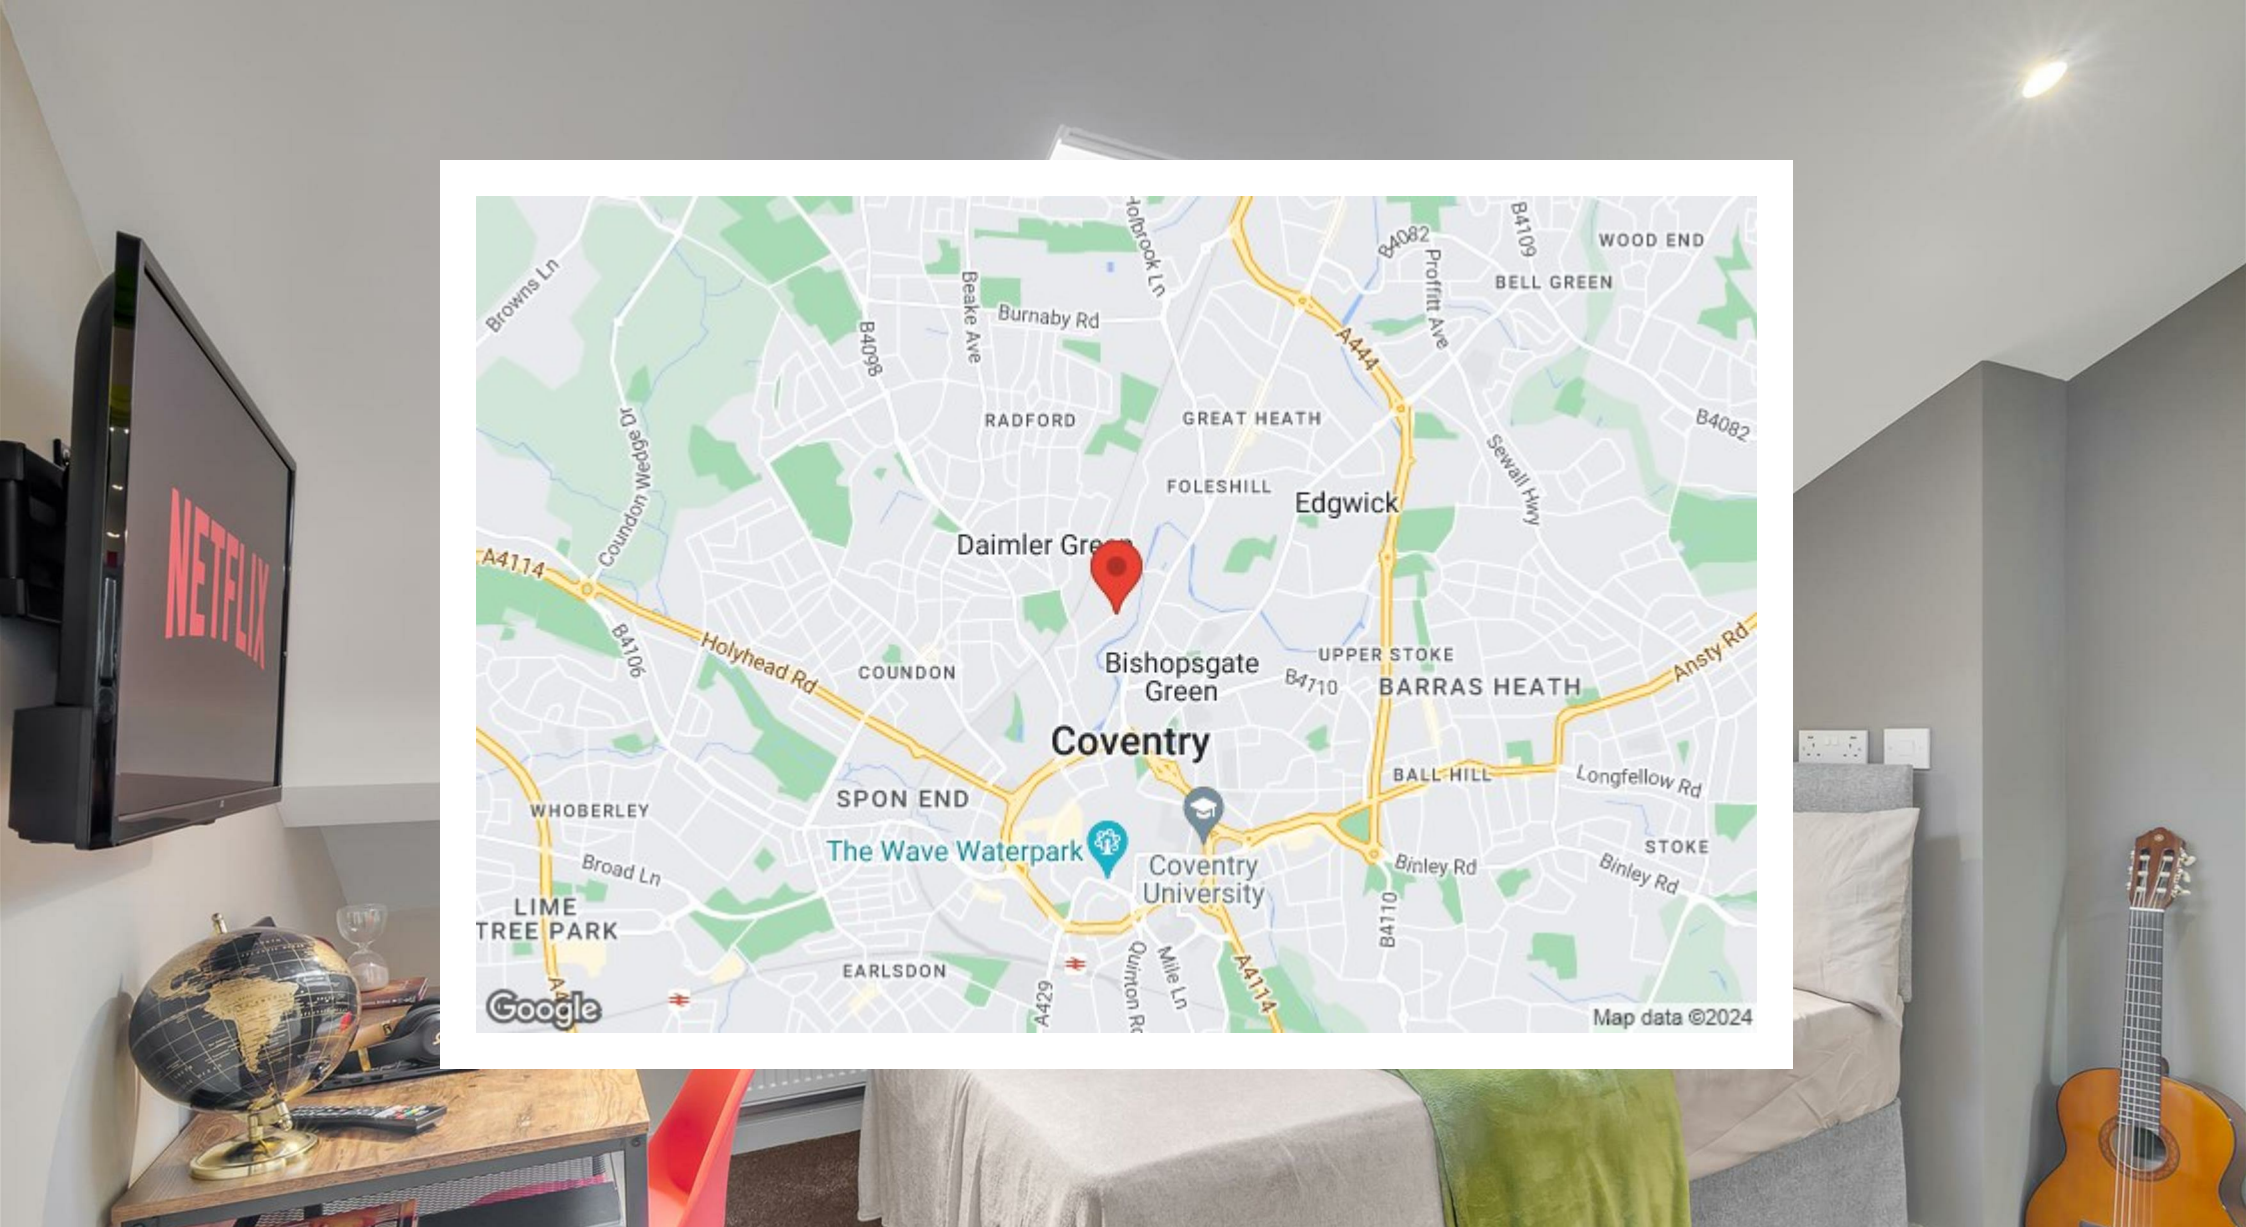 NETFLIX
Holbrook Ln
B4082
B4109
WOOD END
Browns Ln
Beake Ave
Proffitt Ave
BELL GREEN
Burnaby Rd
B4098
A444
Coundon Wedge Dr
RADFORD
GREAT HEATH
B4082
Sewall Hwy
FOLESHILL
Edgwick
Daimler Green
A4114
B4106
Holyhead Rd
COUNDON
Bishopsgate
Green
UPPER STOKE
B4110
BARRAS HEATH
Ansty Rd
Coventry
BALL HILL
Longfellow Rd
SPON END
WHOBERLEY
The Wave Waterpark
Coventry
University
STOKE
Broad Ln
Binley Rd
Binley Rd
LIME
TREE PARK
B4110
EARLSDON
A429
Quinton Rd
Mile Ln
A4114
Google
Map data ©2024